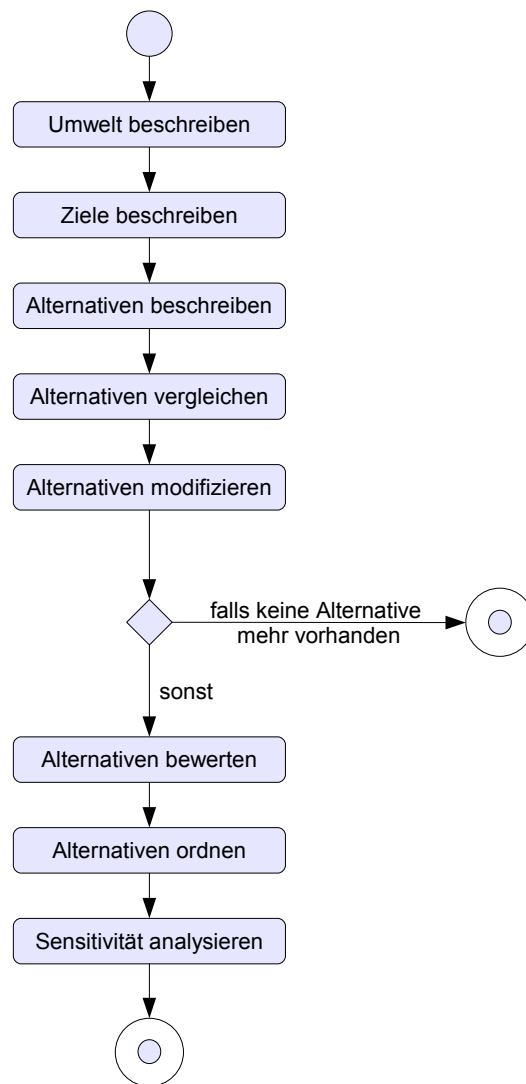 Umwelt beschreiben
Ziele beschreiben
Alternativen beschreiben
Alternativen vergleichen
Alternativen modifizieren
falls keine Alternative
mehr vorhanden
sonst
Alternativen bewerten
Alternativen ordnen
Sensitivität analysieren